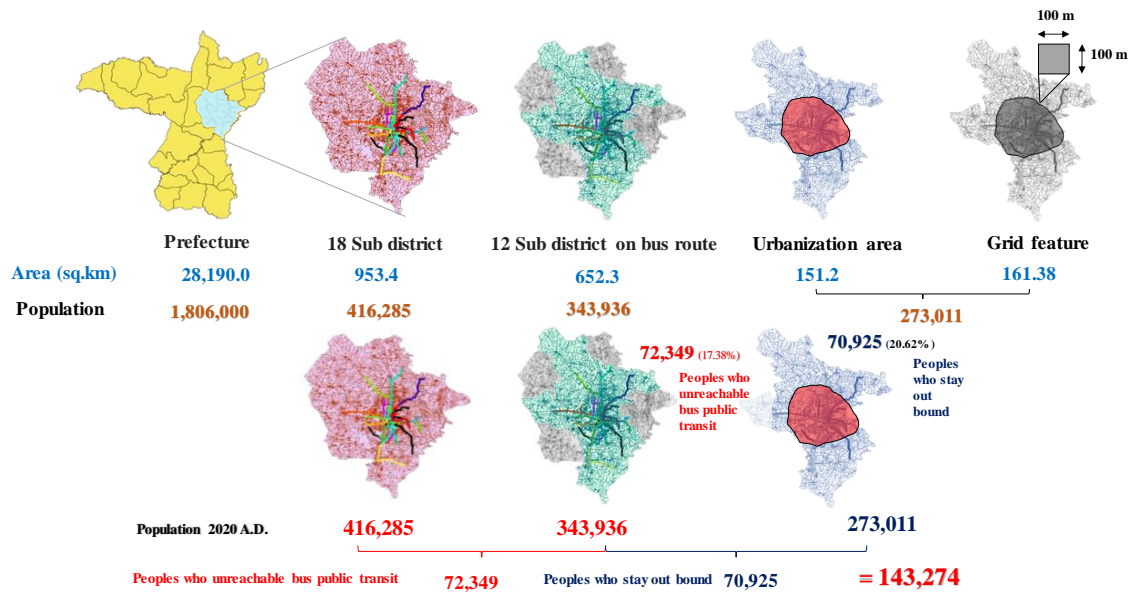 100 m
100 m
Prefecture
18 Sub district
12 Sub district on bus route
Urbanization area
Grid feature
Area (sq.km)
28,190.0
953.4
652.3
151.2
161.38
Population
1,806,000
416,285
343,936
273,011
72,349 (17.38%)
Peoples who
unreachable
bus public
transit
70,925 (20.62%)
Peoples
who stay
out
bound
Population 2020 A.D.
416,285
343,936
273,011
Peoples who unreachable bus public transit
72,349
Peoples who stay out bound
70,925
= 143,274